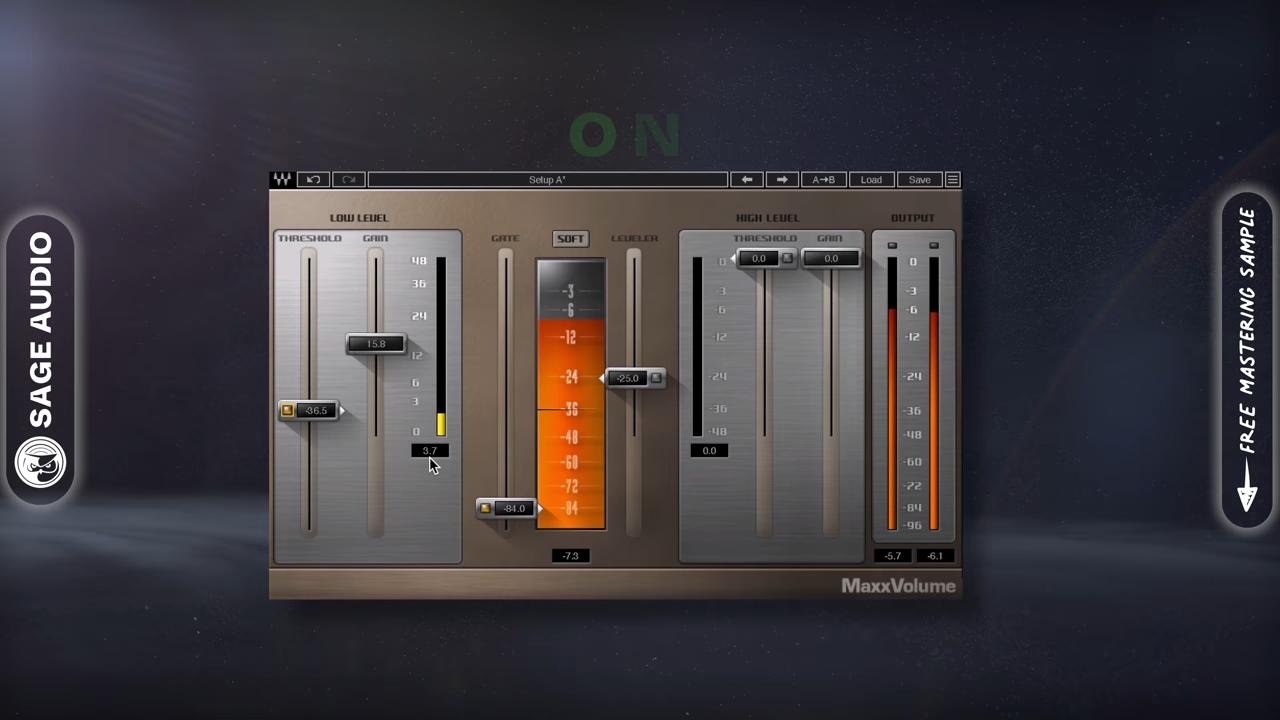 ON
Setup A*
A→B
Load
Save
LOW LEVEL
HIGH LEVEL
OUTPUT
THRESHOLD
GAIN
GATE
SOFT
LEVELER
THRESHOLD
GAIN
48
36
24
12
6
3
0
15.8
-36.5
3.7
-3
-6
-12
-24
-36
-48
-60
-72
-84
-84.0
-25.0
-7.3
0.0
0.0
0
-3
-6
-12
-24
-36
-48
0.0
0
-3
-6
-12
-24
-36
-48
-60
-72
-84
-96
-5.7
-6.1
MaxxVolume
SAGE AUDIO
FREE MASTERING SAMPLE